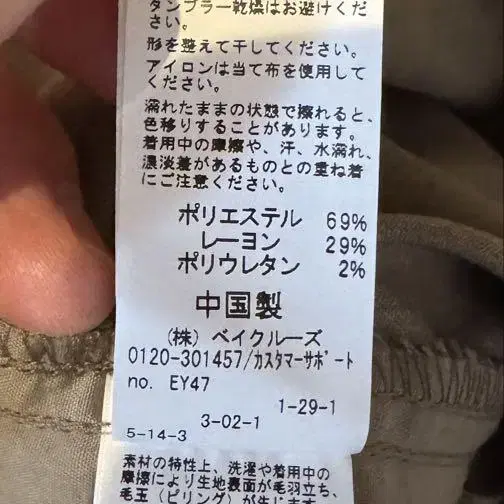 タンブラー乾燥はお避けくだ
さい。
形を整えて干してください。
アイロンは当て布を使用して
ください。
濡れたままの状態で擦れると、
色移りすることがあります。
着用中の摩擦や、汗、水濡れ、
濃淡差があるものとの重ね着
にご注意ください。
ポリエステル 69%
レーヨン 29%
ポリウレタン 2%
中国製
(株) ベイクルーズ
0120-301457/カスタマーサポート
no. EY47
1-29-1
3-02-1
5-14-3
素材の特性上、洗濯や着用中の
摩擦により生地表面が毛羽立ち、
毛玉(ピリング)が生じます